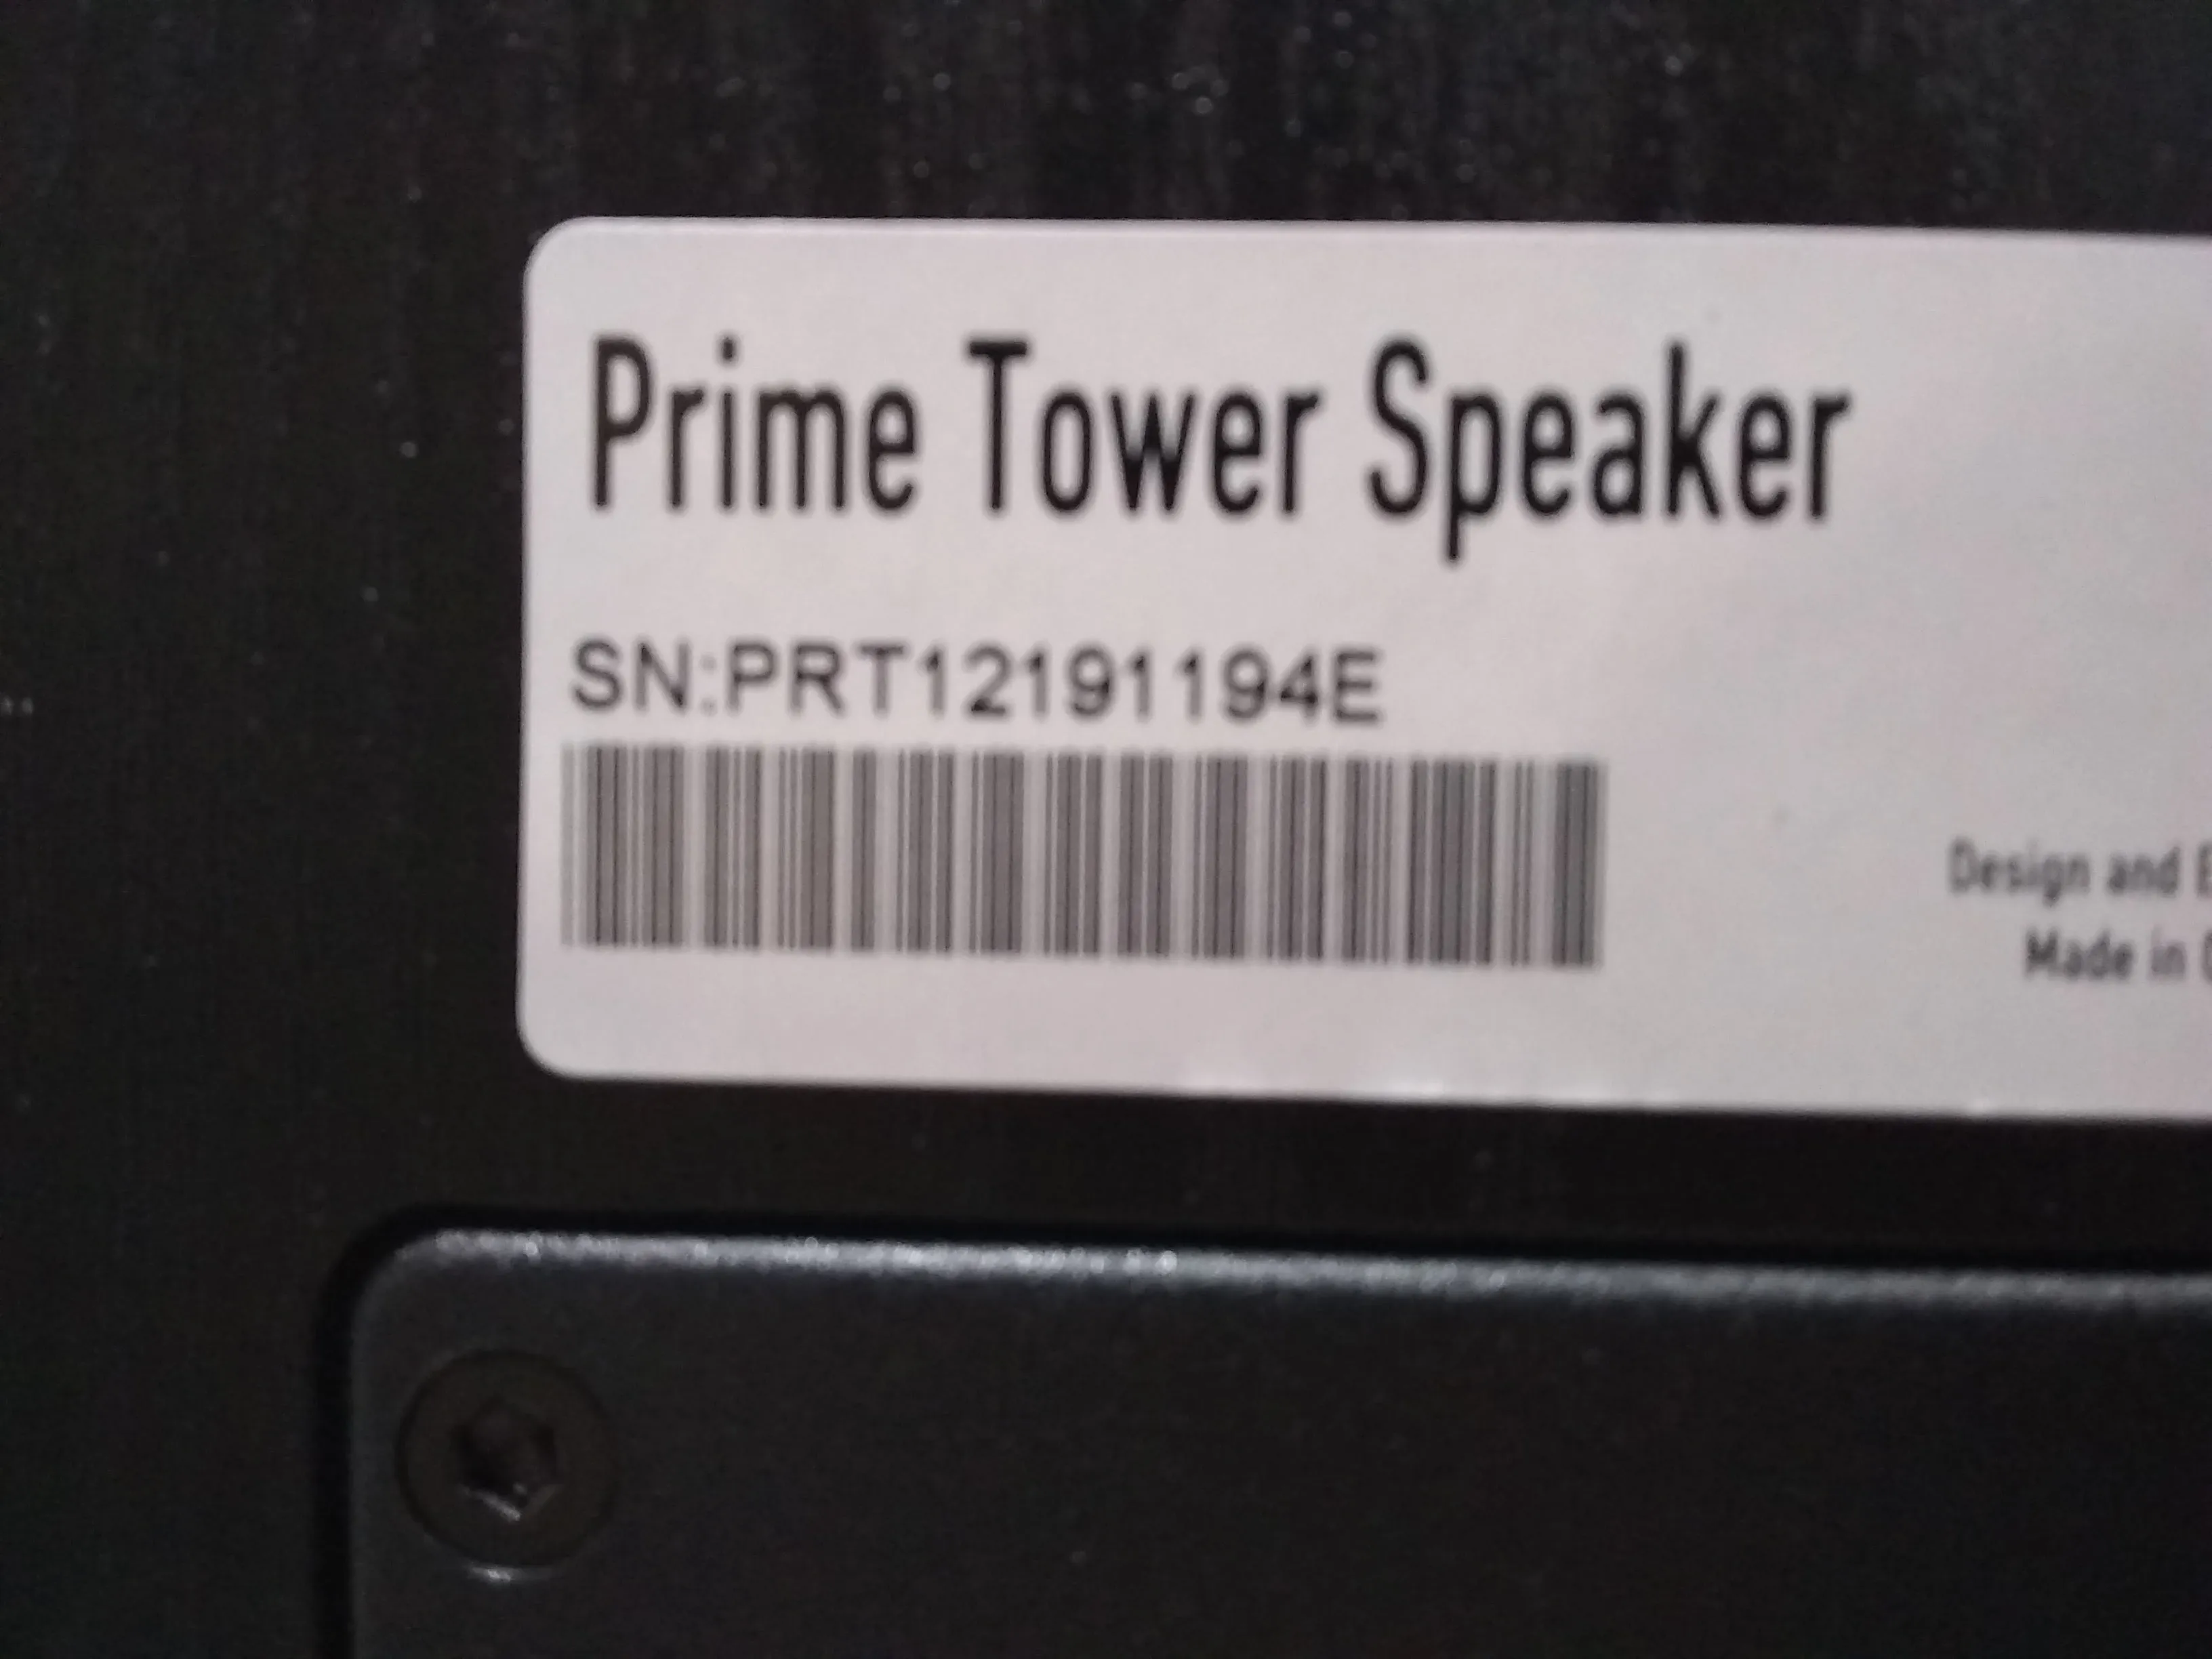 Prime Tower Speaker
SN:PRT12191194E
Design and
Made in